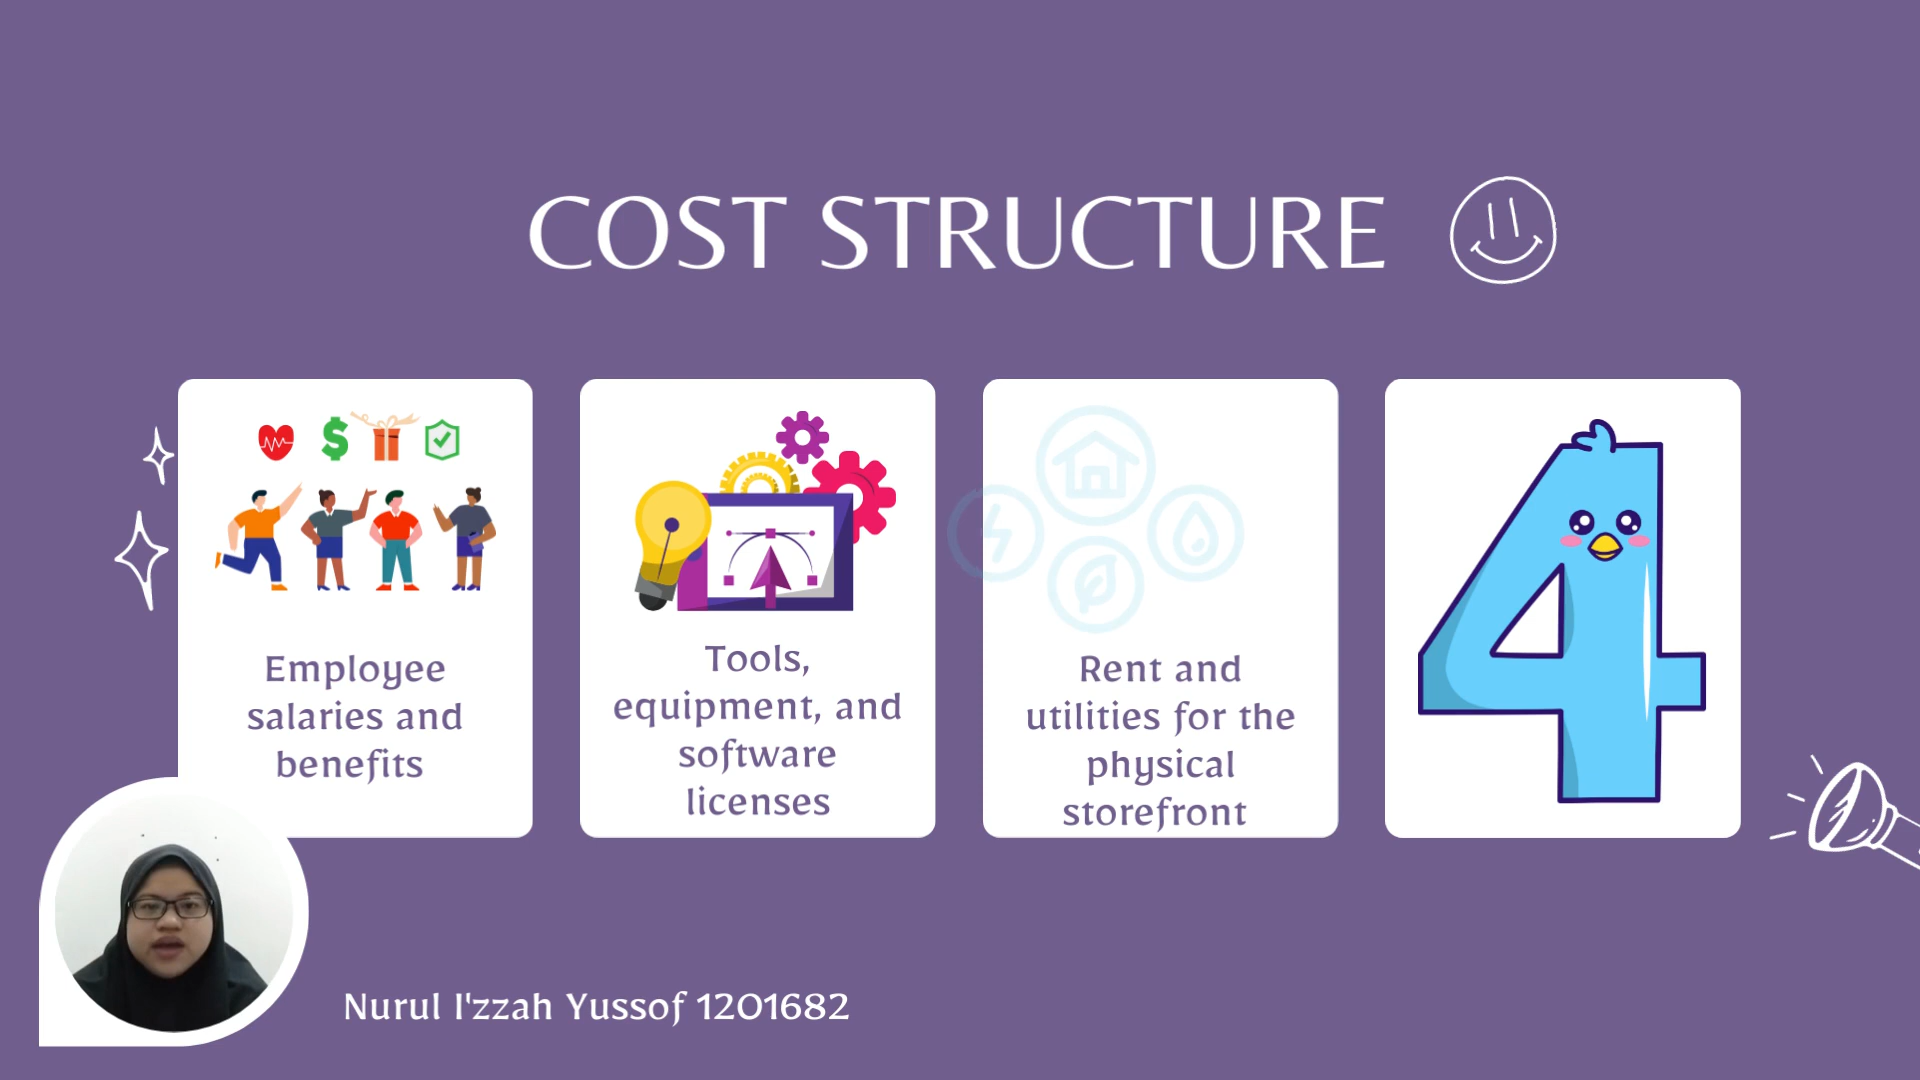 COST STRUCTURE
Employee
salaries and
benefits
Tools,
equipment, and
software
licenses
Rent and
utilities for the
physical
storefront
4
Nurul I'zzah Yussof 1201682